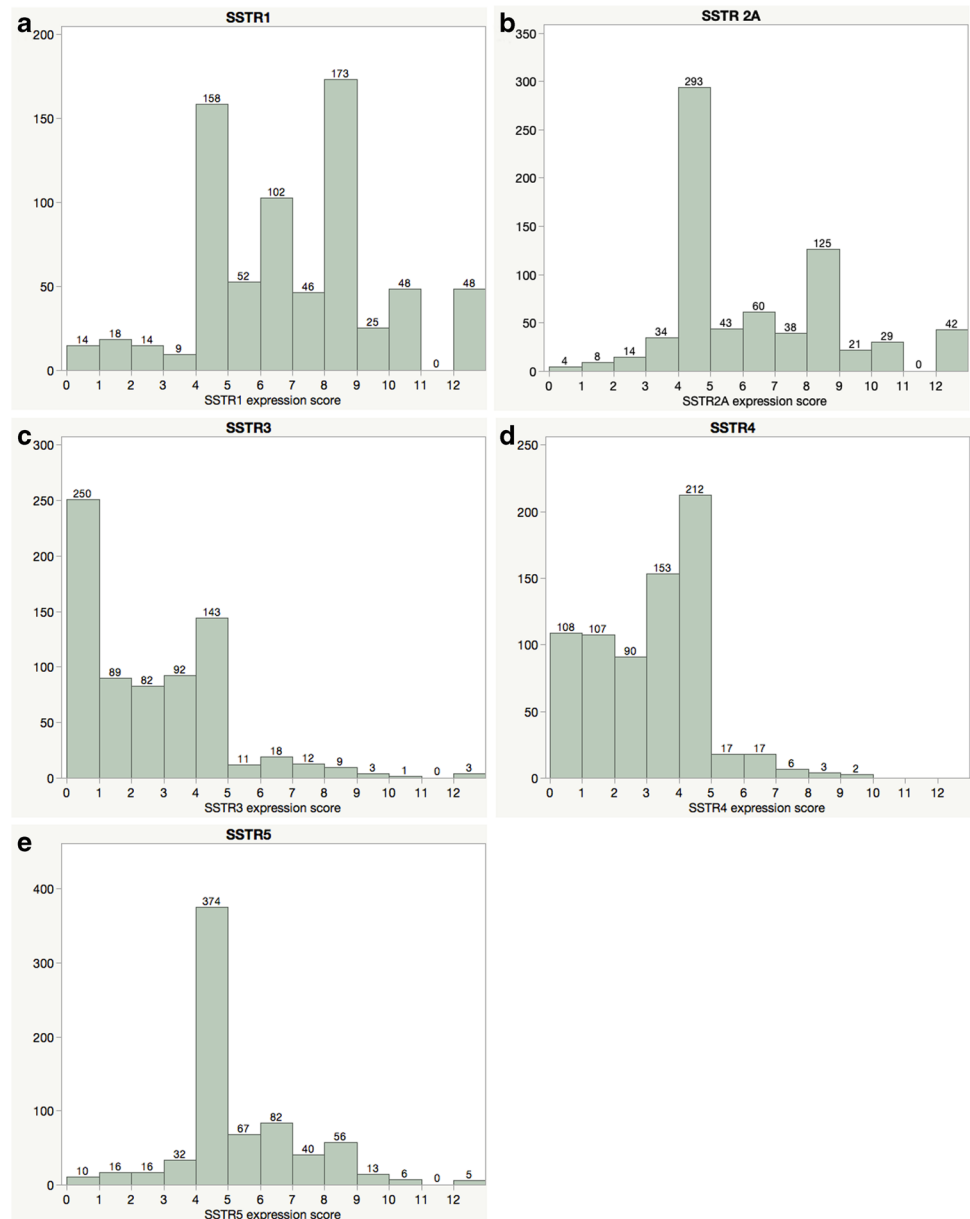 a
SSTR1
200
150
100
50
0
14 18 14 9 158 52 102 46 173 25 48 0 48
0 1 2 3 4 5 6 7 8 9 10 11 12
SSTR1 expression score
b
SSTR 2A
350
300
250
200
150
100
50
0
4 8 14 34 293 43 60 38 125 21 29 0 42
0 1 2 3 4 5 6 7 8 9 10 11 12
SSTR2A expression score
c
SSTR3
300
250
200
150
100
50
0
250 89 82 92 143 11 18 12 9 3 1 0 3
0 1 2 3 4 5 6 7 8 9 10 11 12
SSTR3 expression score
d
SSTR4
250
200
150
100
50
0
108 107 90 153 212 17 17 6 3 2
0 1 2 3 4 5 6 7 8 9 10 11 12
SSTR4 expression score
e
SSTR5
400
300
200
100
0
10 16 16 32 374 67 82 40 56 13 6 0 5
0 1 2 3 4 5 6 7 8 9 10 11 12
SSTR5 expression score